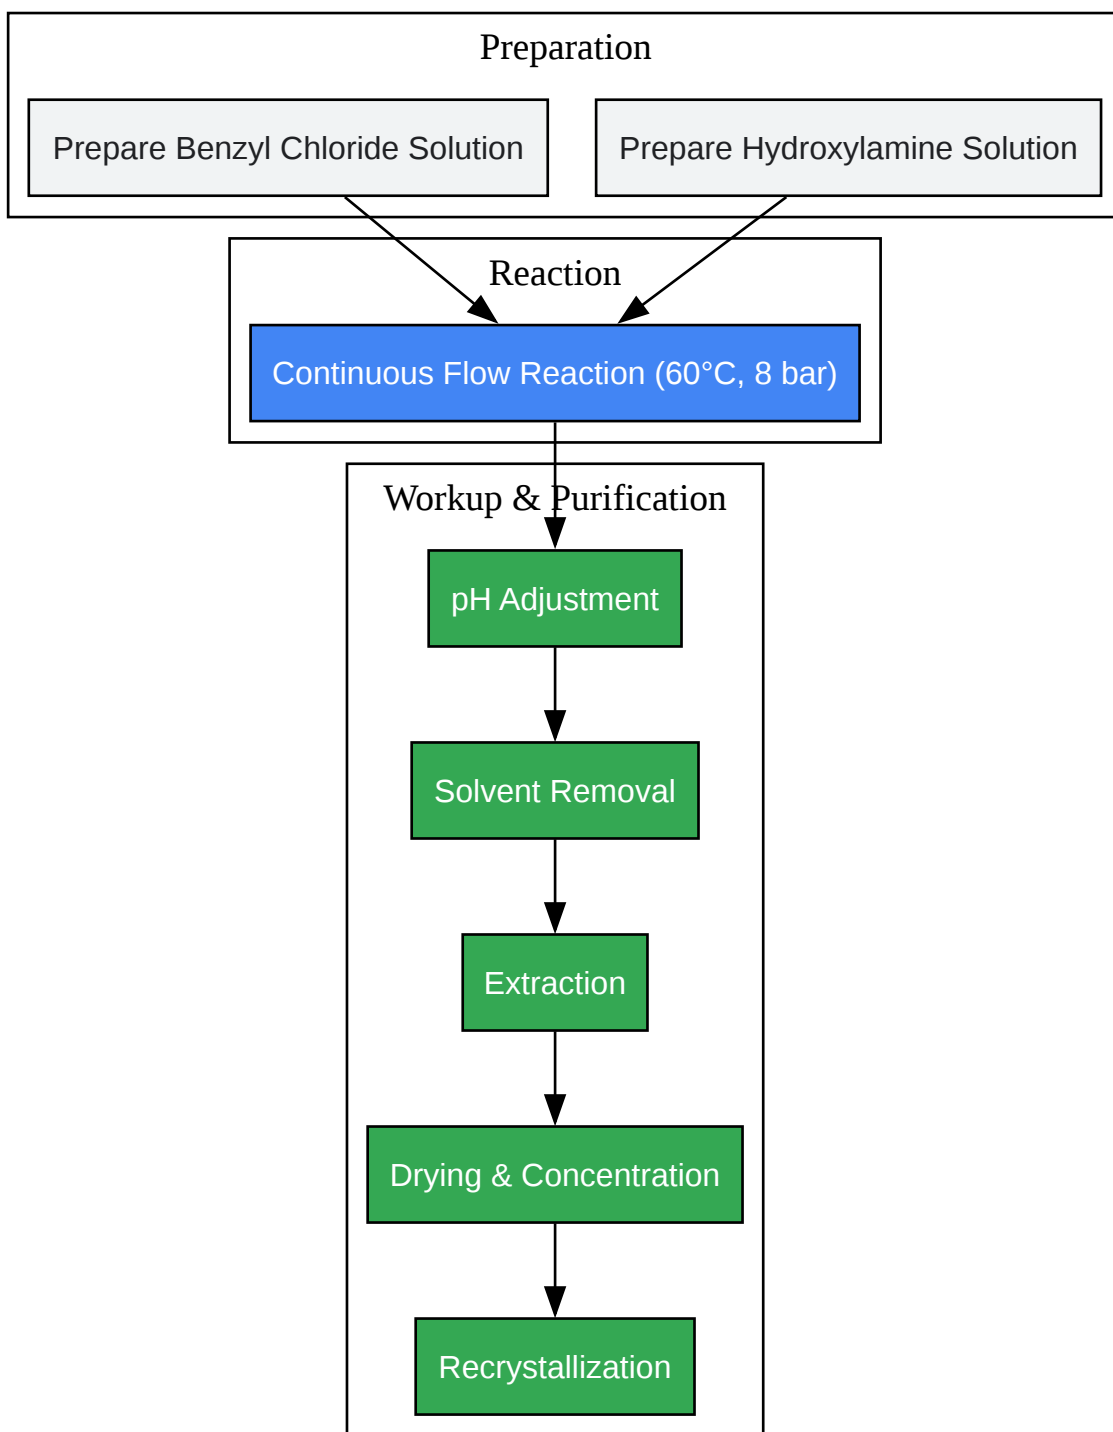 Preparation
Prepare Benzyl Chloride Solution
Prepare Hydroxylamine Solution
Reaction
Continuous Flow Reaction (60°C, 8 bar)
Workup & Purification
pH Adjustment
Solvent Removal
Extraction
Drying & Concentration
Recrystallization